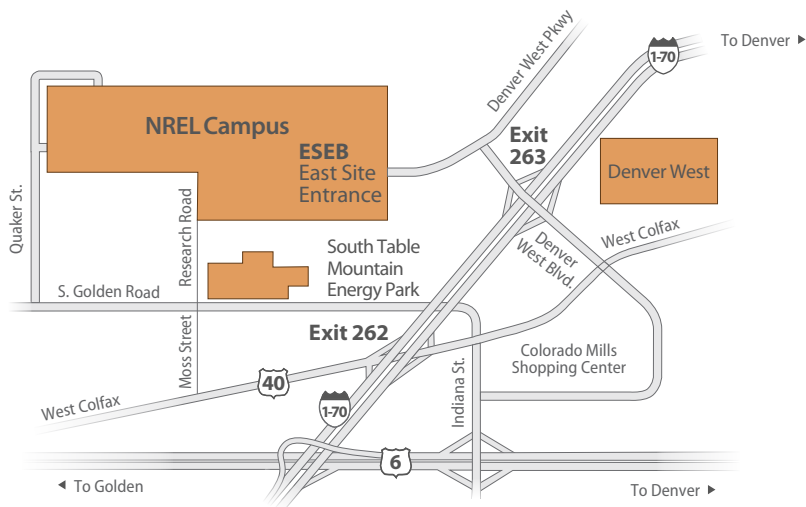 To Denver
1-70
Denver West Pkwy
NREL Campus
Exit
263
ESEB
East Site
Entrance
Denver West
Quaker St.
Research Road
South Table
Mountain
Energy Park
Denver
West Blvd.
West Colfax
S. Golden Road
Exit 262
Moss Street
Colorado Mills
Shopping Center
40
Indiana St.
West Colfax
1-70
6
To Golden
To Denver